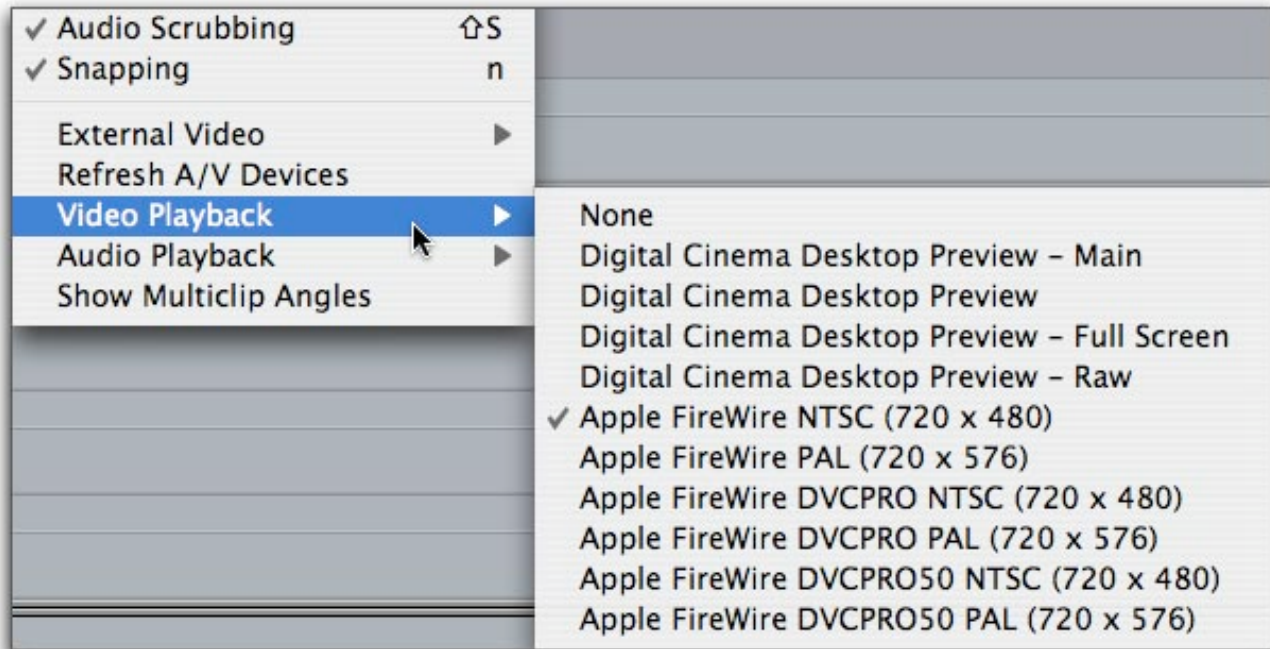 ✓ Audio Scrubbing ⇧S
✓ Snapping n
External Video ▶
Refresh A/V Devices
Video Playback ▶
Audio Playback ▶
Show Multiclip Angles
None
Digital Cinema Desktop Preview – Main
Digital Cinema Desktop Preview
Digital Cinema Desktop Preview – Full Screen
Digital Cinema Desktop Preview – Raw
✓ Apple FireWire NTSC (720 x 480)
Apple FireWire PAL (720 x 576)
Apple FireWire DVCPRO NTSC (720 x 480)
Apple FireWire DVCPRO PAL (720 x 576)
Apple FireWire DVCPRO50 NTSC (720 x 480)
Apple FireWire DVCPRO50 PAL (720 x 576)